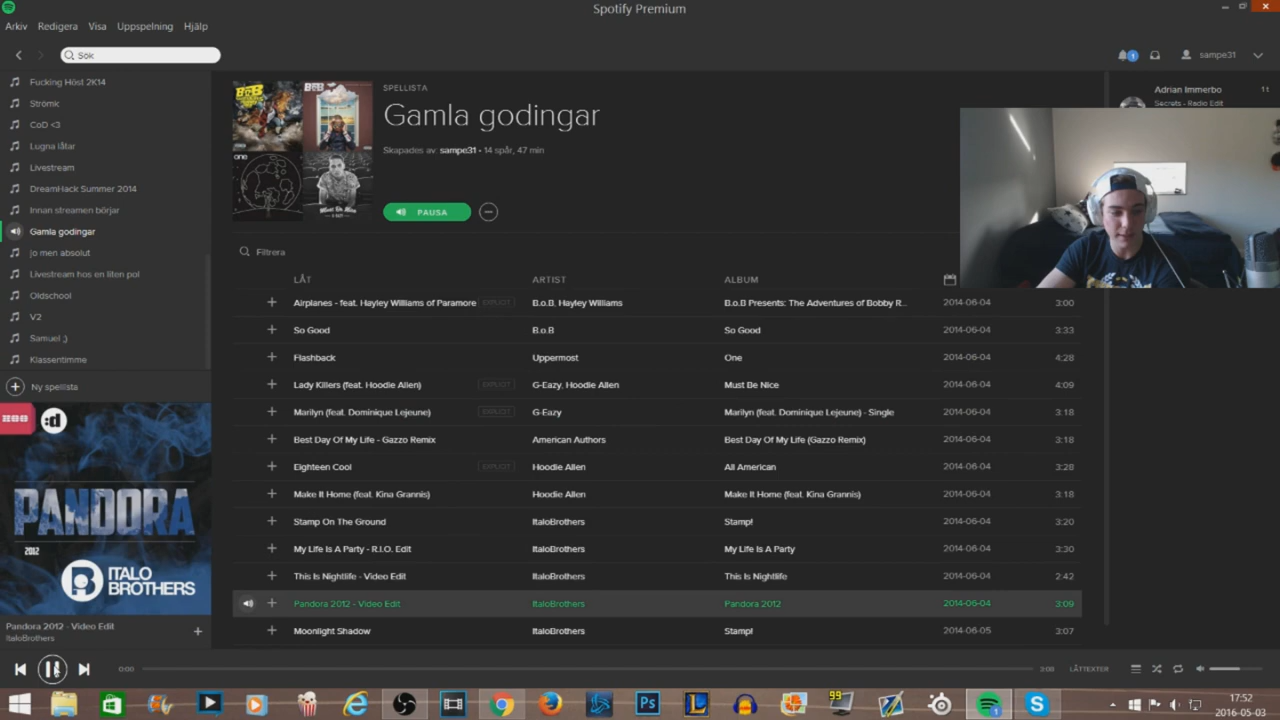 Spotify Premium
Arkiv Redigera Visa Uppspelning Hjälp
Sök
1
sampe31
Fucking Höst 2K14
Strömk
CoD <3
Lugna låtar
Livestream
DreamHack Summer 2014
Innan streamen börjar
Gamla godingar
jo men absolut
Livestream hos en liten pol
Oldschool
V2
Samuel ;)
Klassentimme
Ny spellista
SPELLISTA
Gamla godingar
Skapades av: sampe31 • 14 spår, 47 min
PAUSA
Filtrera
Adrian Immerbo
Secrets - Radio Edit
LÅT ARTIST ALBUM
Airplanes - feat. Hayley Williams of Paramore EXPLICIT B.o.B, Hayley Williams B.o.B Presents: The Adventures of Bobby R... 2014-06-04 3:00
So Good B.o.B So Good 2014-06-04 3:33
Flashback Uppermost One 2014-06-04 4:28
Lady Killers (feat. Hoodie Allen) EXPLICIT G-Eazy, Hoodie Allen Must Be Nice 2014-06-04 4:09
Marilyn (feat. Dominique Lejeune) EXPLICIT G-Eazy Marilyn (feat. Dominique Lejeune) - Single 2014-06-04 3:18
Best Day Of My Life - Gazzo Remix American Authors Best Day Of My Life (Gazzo Remix) 2014-06-04 3:18
Eighteen Cool EXPLICIT Hoodie Allen All American 2014-06-04 3:28
Make It Home (feat. Kina Grannis) Hoodie Allen Make It Home (feat. Kina Grannis) 2014-06-04 3:18
Stamp On The Ground ItaloBrothers Stamp! 2014-06-04 3:20
My Life Is A Party - R.I.O. Edit ItaloBrothers My Life Is A Party 2014-06-04 3:30
This Is Nightlife - Video Edit ItaloBrothers This Is Nightlife 2014-06-04 2:42
Pandora 2012 - Video Edit ItaloBrothers Pandora 2012 2014-06-04 3:09
Moonlight Shadow ItaloBrothers Stamp! 2014-06-05 3:07
:d
PANDORA
2012
ITALO
BROTHERS
Pandora 2012 - Video Edit
ItaloBrothers
0:00
3:08
LÅTTEXTER
99
17:52
2016-05-03